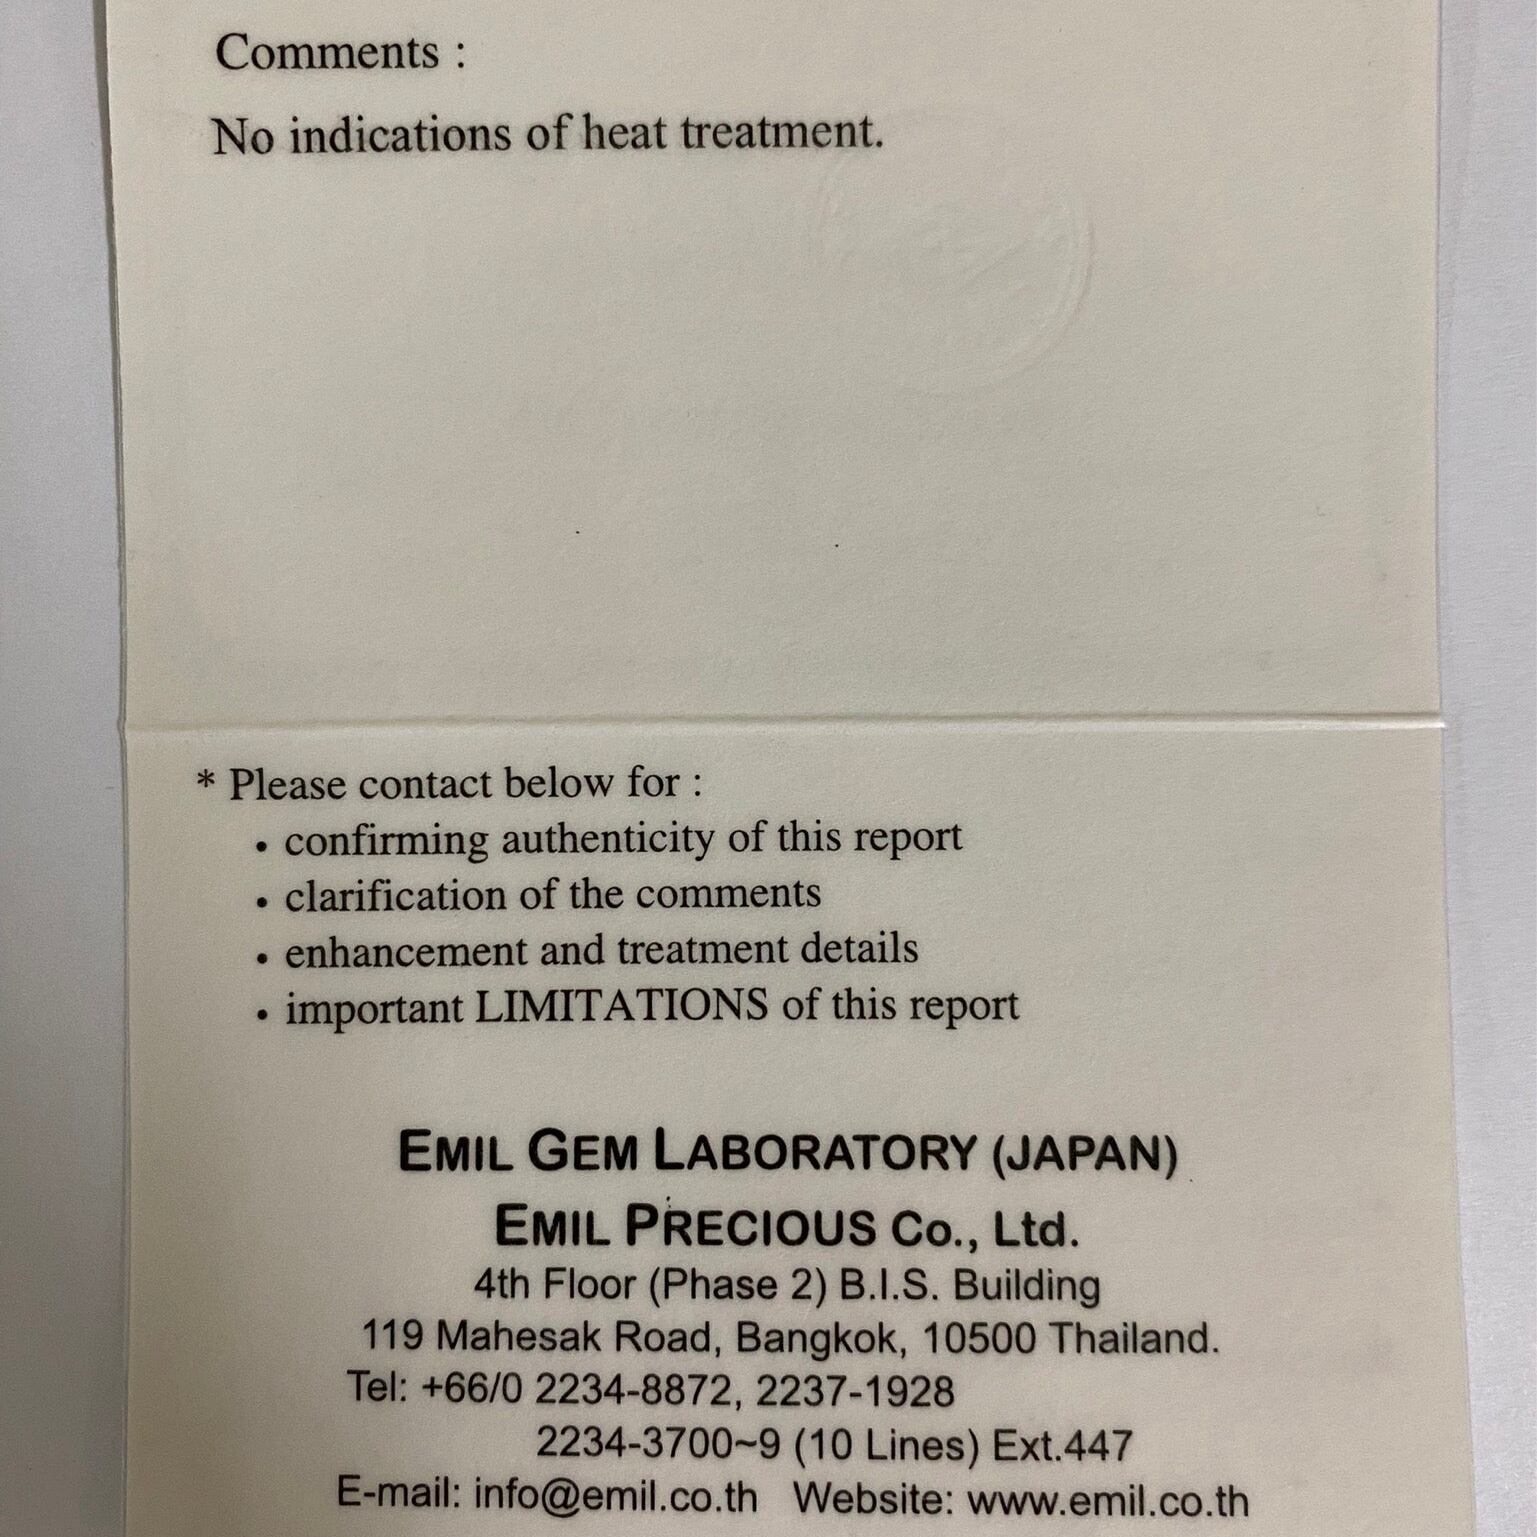 Comments :
No indications of heat treatment.
* Please contact below for :
• confirming authenticity of this report
• clarification of the comments
• enhancement and treatment details
• important LIMITATIONS of this report
EMIL GEM LABORATORY (JAPAN)
EMIL PRECIOUS Co., Ltd.
4th Floor (Phase 2) B.I.S. Building
119 Mahesak Road, Bangkok, 10500 Thailand.
Tel: +66/0 2234-8872, 2237-1928
2234-3700~9 (10 Lines) Ext.447
E-mail: info@emil.co.th Website: www.emil.co.th